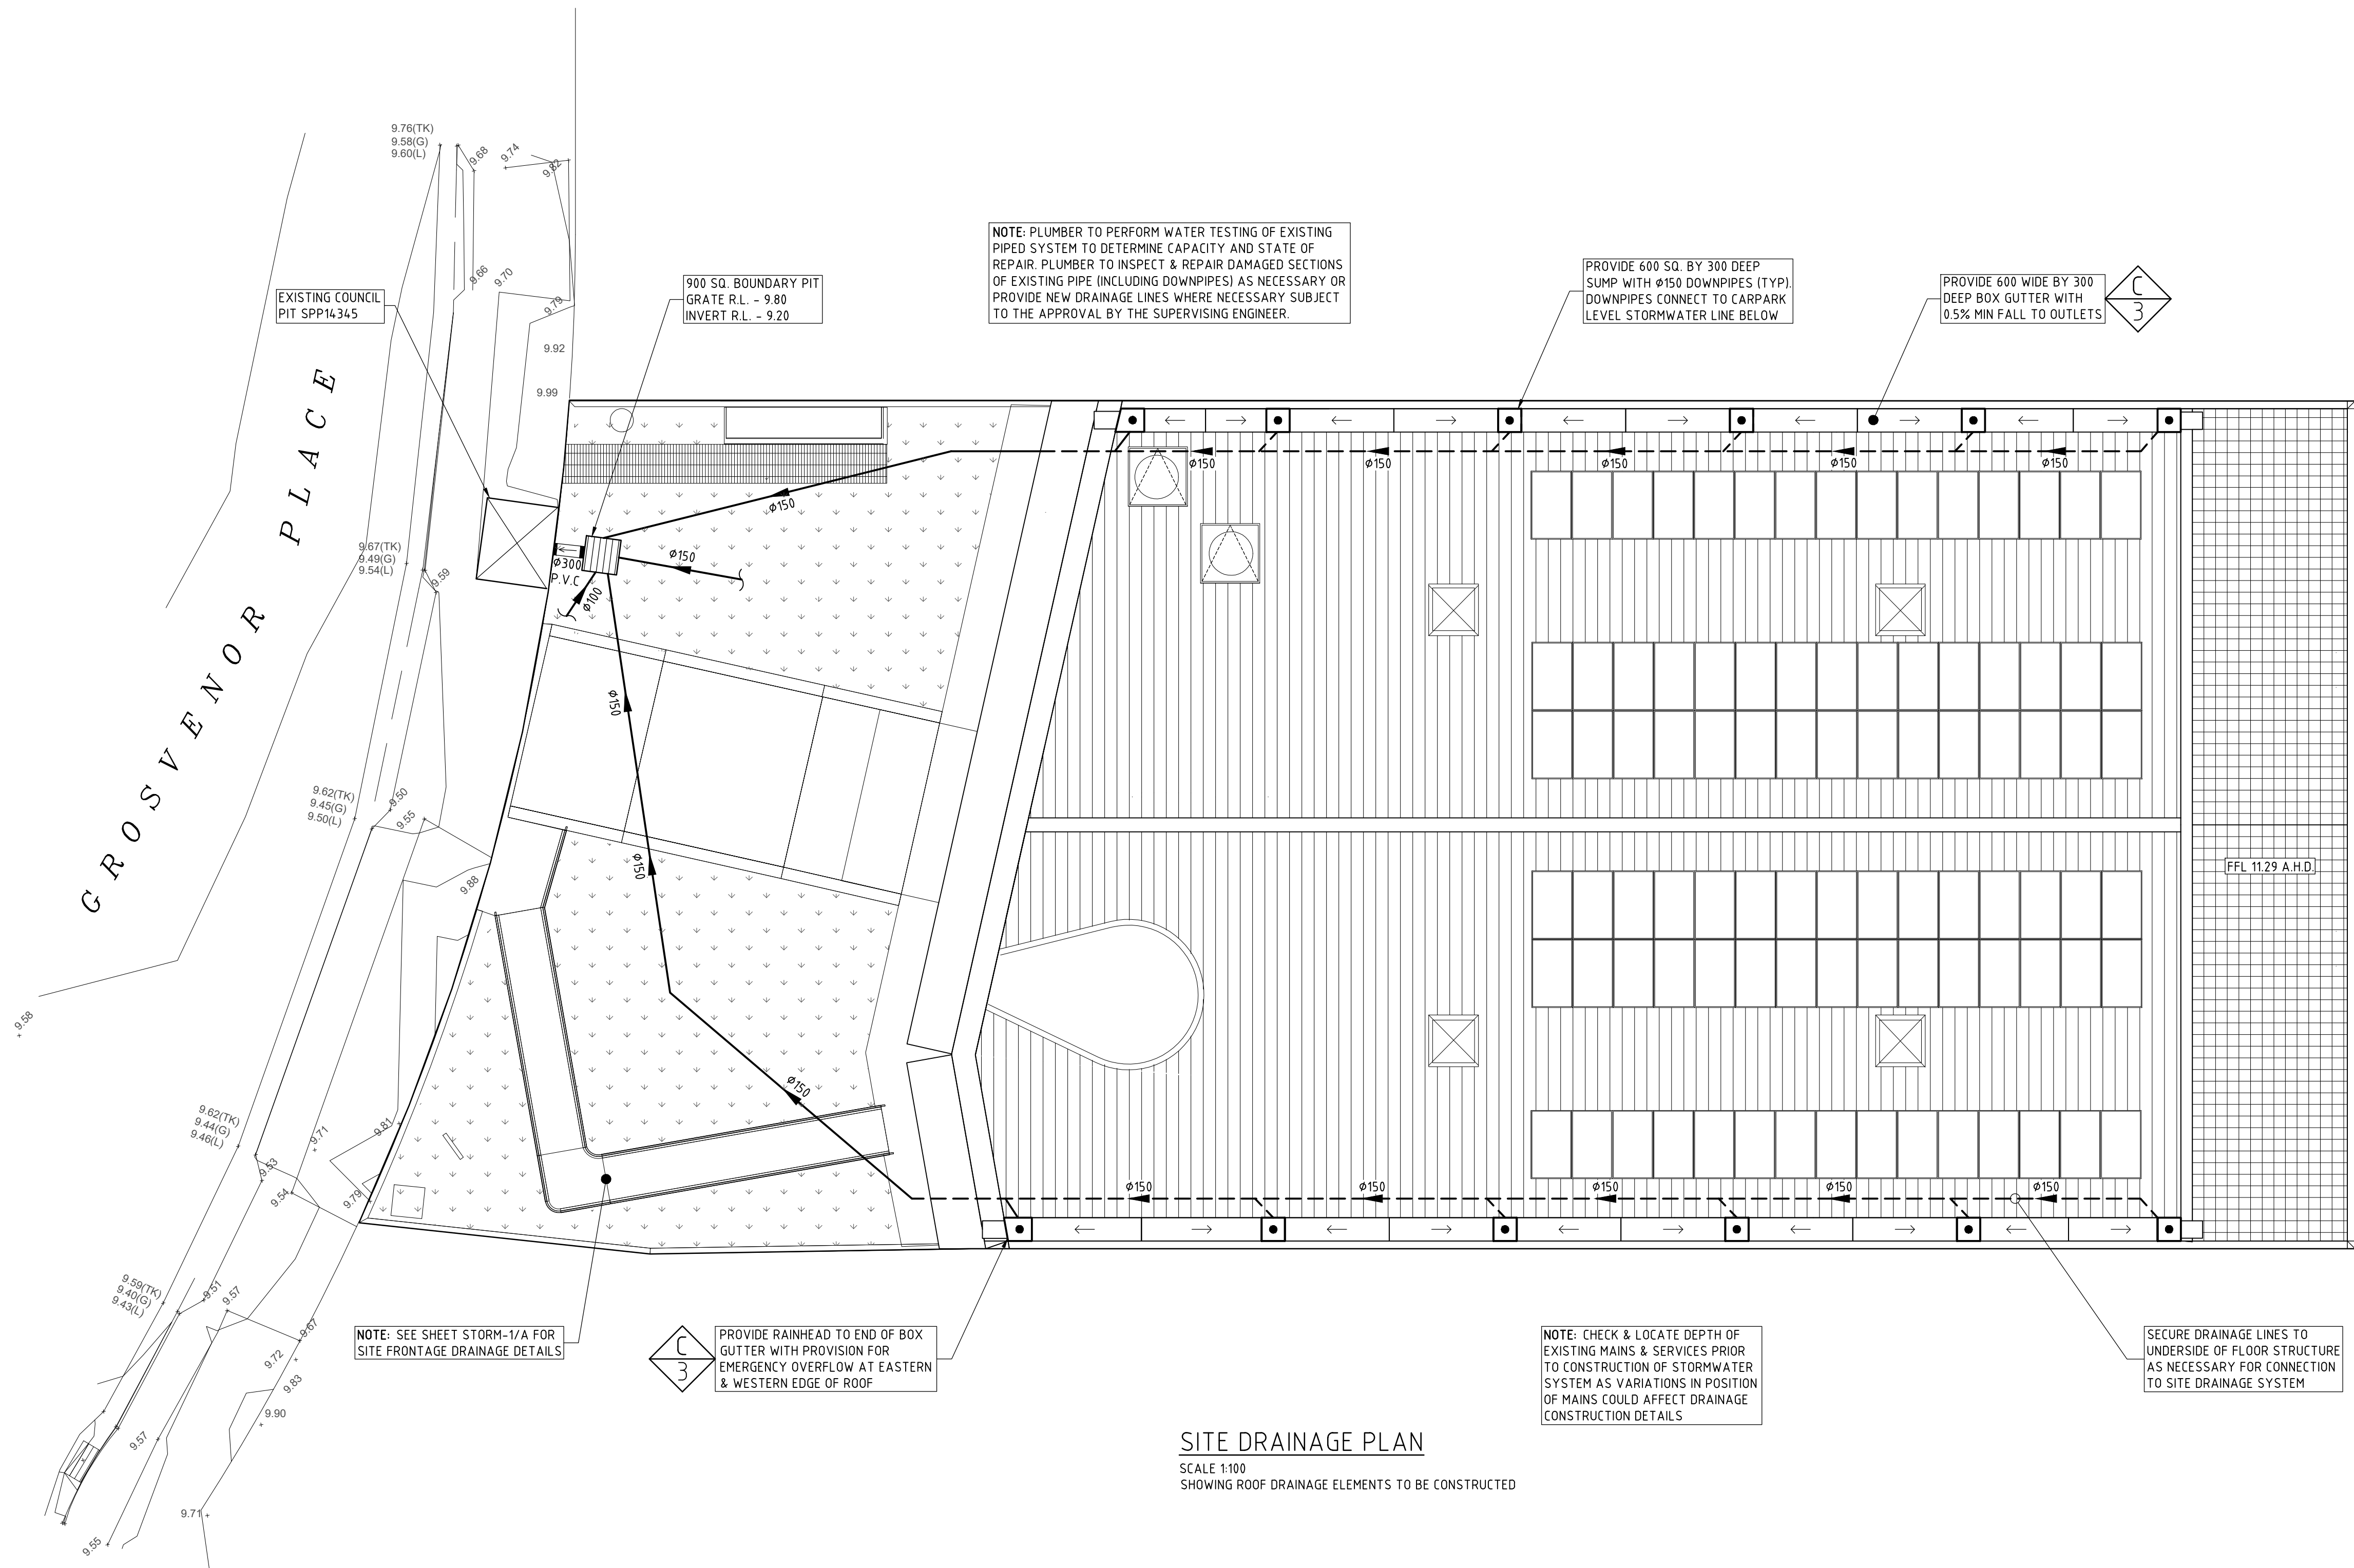 9.76(TK)
9.58(G)
9.60(L)
9.68
9.74
9.82
9.66
9.70
9.79
9.92
9.99
EXISTING COUNCIL
PIT SPP14345
900 SQ. BOUNDARY PIT
GRATE R.L. - 9.80
INVERT R.L. - 9.20
NOTE: PLUMBER TO PERFORM WATER TESTING OF EXISTING
PIPED SYSTEM TO DETERMINE CAPACITY AND STATE OF
REPAIR. PLUMBER TO INSPECT & REPAIR DAMAGED SECTIONS
OF EXISTING PIPE (INCLUDING DOWNPIPES) AS NECESSARY OR
PROVIDE NEW DRAINAGE LINES WHERE NECESSARY SUBJECT
TO THE APPROVAL BY THE SUPERVISING ENGINEER.
PROVIDE 600 SQ. BY 300 DEEP
SUMP WITH Ø150 DOWNPIPES (TYP).
DOWNPIPES CONNECT TO CARPARK
LEVEL STORMWATER LINE BELOW
PROVIDE 600 WIDE BY 300
DEEP BOX GUTTER WITH
0.5% MIN FALL TO OUTLETS
C
3
GROSVENOR PLACE
Ø150
Ø150
Ø150
Ø150
Ø150
Ø150
Ø150
Ø300
P.V.C
Ø100
9.67(TK)
9.49(G)
9.54(L)
9.59
Ø150
Ø150
9.62(TK)
9.45(G)
9.50(L)
9.50
9.55
9.88
FFL 11.29 A.H.D.
9.58
Ø150
9.62(TK)
9.44(G)
9.46(L)
9.71
9.81
9.53
9.54
9.79
Ø150
Ø150
Ø150
Ø150
Ø150
9.59(TK)
9.40(G)
9.43(L)
9.51
9.57
9.67
9.72
9.83
9.90
9.57
9.71
9.55
NOTE: SEE SHEET STORM-1/A FOR
SITE FRONTAGE DRAINAGE DETAILS
C
3
PROVIDE RAINHEAD TO END OF BOX
GUTTER WITH PROVISION FOR
EMERGENCY OVERFLOW AT EASTERN
& WESTERN EDGE OF ROOF
NOTE: CHECK & LOCATE DEPTH OF
EXISTING MAINS & SERVICES PRIOR
TO CONSTRUCTION OF STORMWATER
SYSTEM AS VARIATIONS IN POSITION
OF MAINS COULD AFFECT DRAINAGE
CONSTRUCTION DETAILS
SECURE DRAINAGE LINES TO
UNDERSIDE OF FLOOR STRUCTURE
AS NECESSARY FOR CONNECTION
TO SITE DRAINAGE SYSTEM
SITE DRAINAGE PLAN
SCALE 1:100
SHOWING ROOF DRAINAGE ELEMENTS TO BE CONSTRUCTED